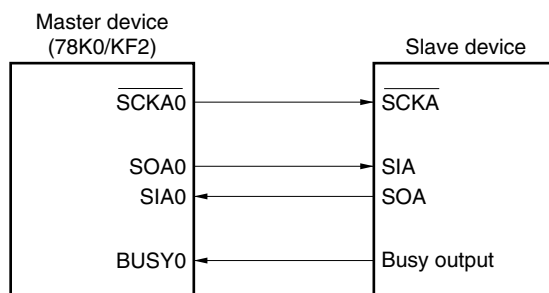 Master device
(78K0/KF2)
Slave device
SCKA0
SCKA
SOA0
SIA
SIA0
SOA
BUSY0
Busy output